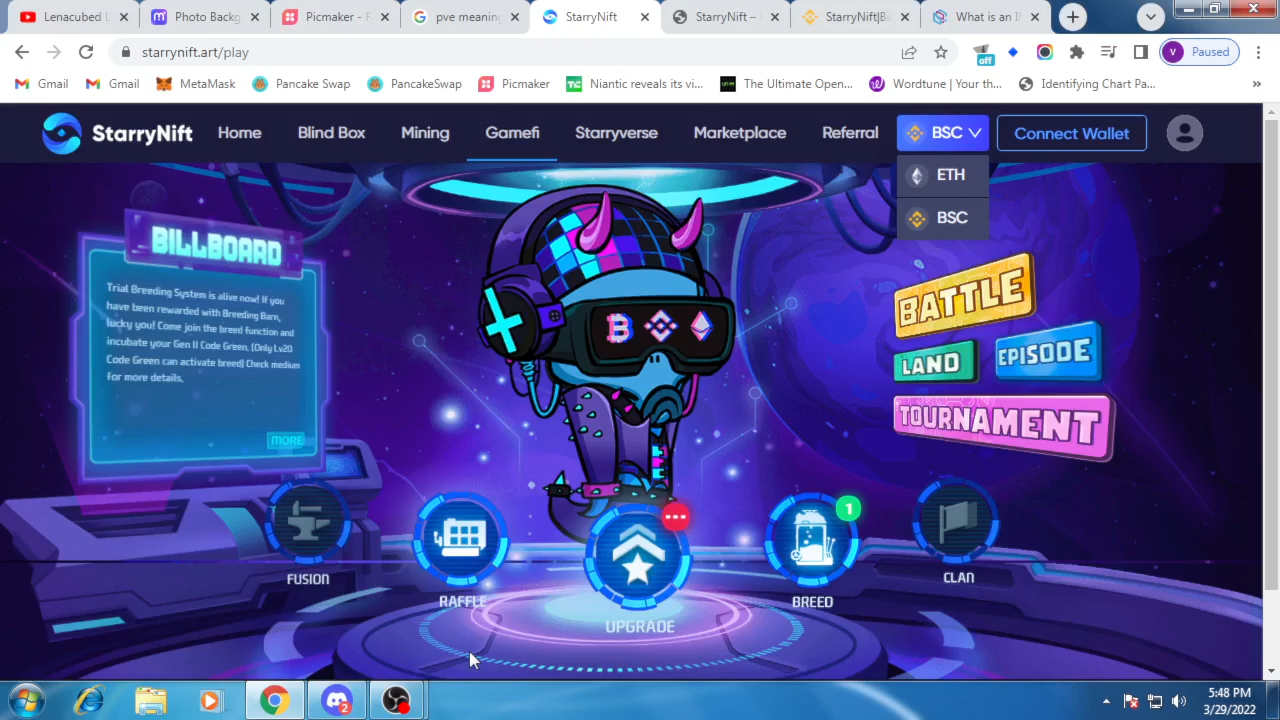 Lenacubed L
Photo Backg
Picmaker - F
pve meaning
StarryNift
StarryNift –
StarryNift|Bi
What is an I
starrynift.art/play
off
V
Paused
Gmail
Gmail
MetaMask
Pancake Swap
PancakeSwap
Picmaker
TC
Niantic reveals its vi...
The Ultimate Open...
Wordtune | Your th...
Identifying Chart Pa...
»
StarryNift
Home
Blind Box
Mining
Gamefi
Starryverse
Marketplace
Referral
BSC
Connect Wallet
ETH
BSC
BILLBOARD
Trial Breeding System is alive now! If you
have been rewarded with Breeding Barn,
lucky you! Come join the breed function and
incubate your Gen II Code Green, (Only Lv20
Code Green can activate breed) Check medium
for more details,
MORE
BATTLE
LAND
EPISODE
TOURNAMENT
1
FUSION
RAFFLE
UPGRADE
BREED
CLAN
2
5:48 PM
3/29/2022